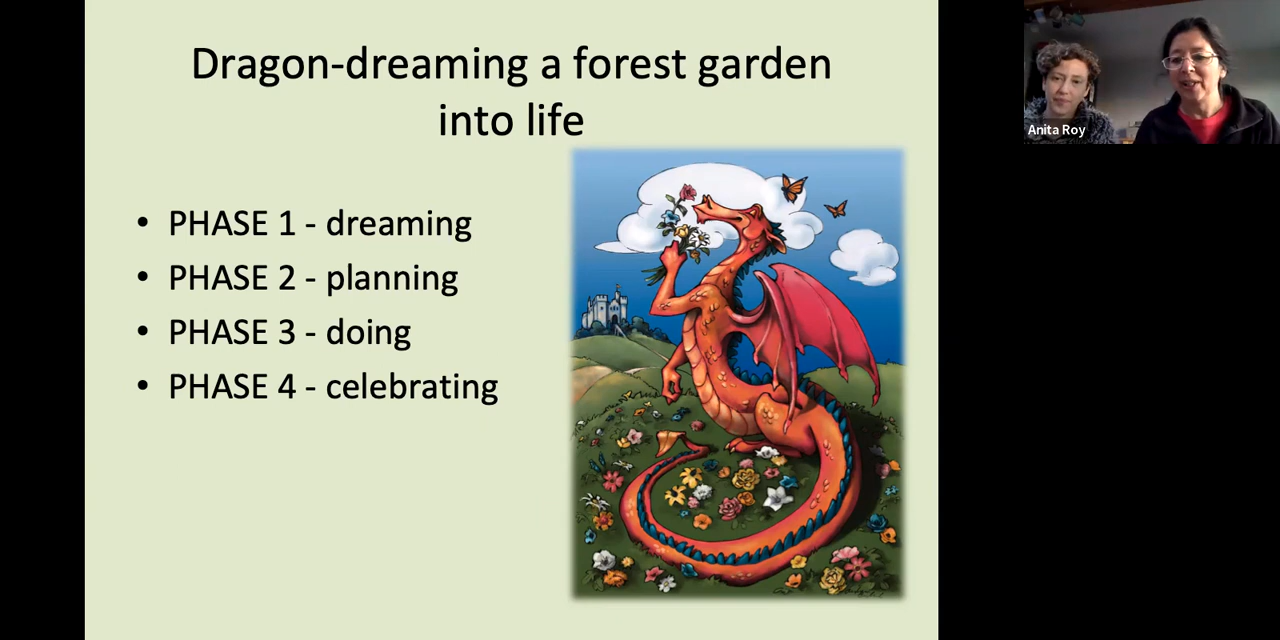 Dragon-dreaming a forest garden
into life
• PHASE 1 - dreaming
• PHASE 2 - planning
• PHASE 3 - doing
• PHASE 4 - celebrating
Anita Roy